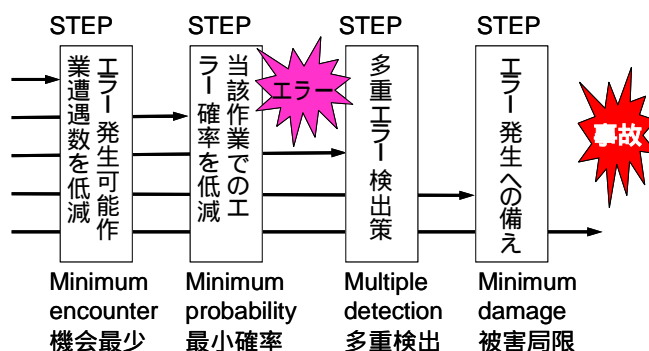 STEP
STEP
STEP
STEP
エラー発生可能作
業遭遇数を低減
当該作業でのエ
ラー確率を低減
エラー
多重エラー検出策
エラー発生への備え
事故
Minimum
encounter
機会最少
Minimum
probability
最小確率
Multiple
detection
多重検出
Minimum
damage
被害局限